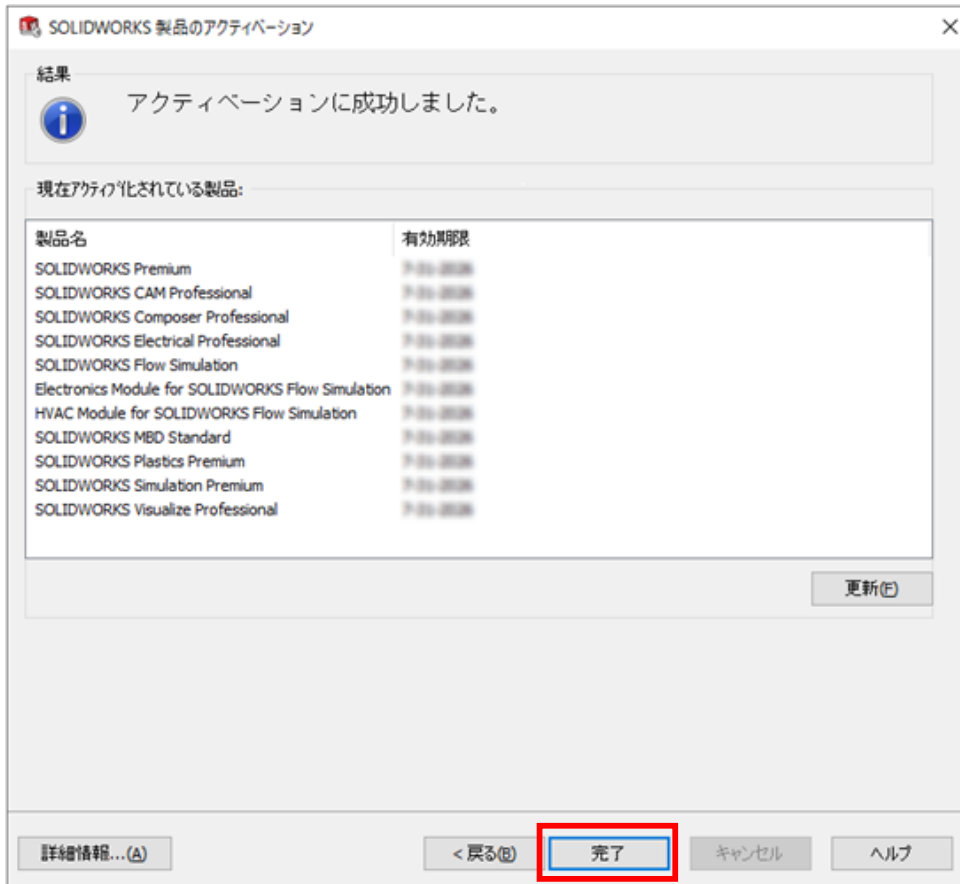 SOLIDWORKS 製品のアクティベーション
結果
アクティベーションに成功しました。
現在アクティブ化されている製品:
製品名 有効期限
SOLIDWORKS Premium
SOLIDWORKS CAM Professional
SOLIDWORKS Composer Professional
SOLIDWORKS Electrical Professional
SOLIDWORKS Flow Simulation
Electronics Module for SOLIDWORKS Flow Simulation
HVAC Module for SOLIDWORKS Flow Simulation
SOLIDWORKS MBD Standard
SOLIDWORKS Plastics Premium
SOLIDWORKS Simulation Premium
SOLIDWORKS Visualize Professional
更新(F)
詳細情報...(A) < 戻る(B) 完了 キャンセル ヘルプ